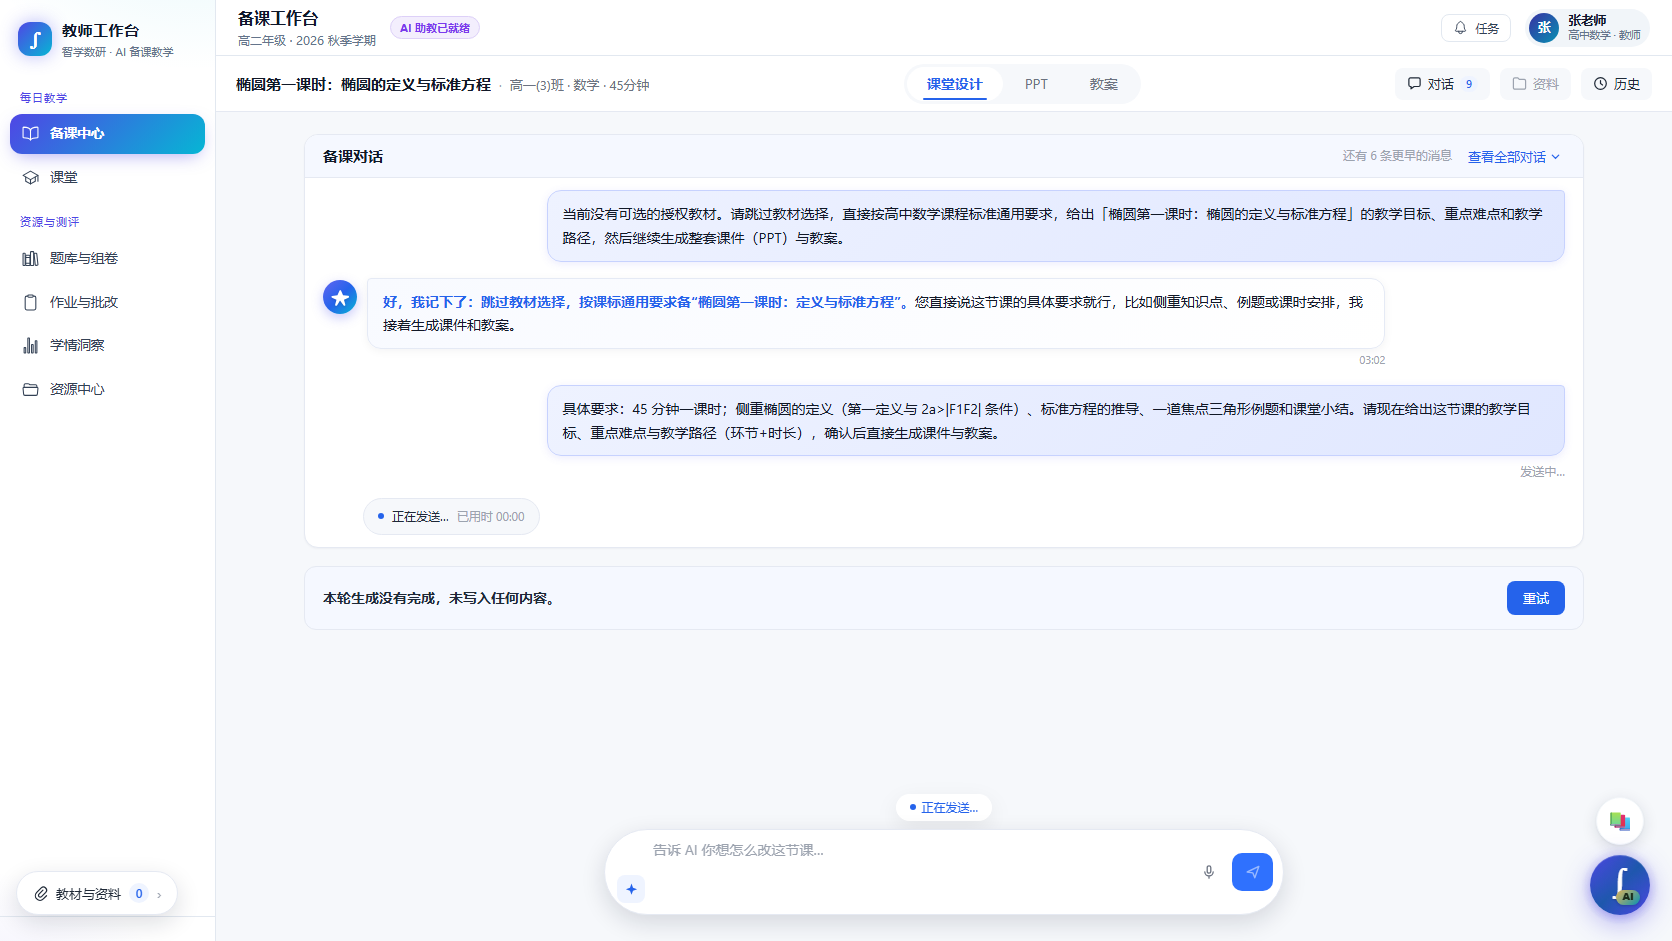 教师工作台
智学数研 · AI 备课教学
每日教学
备课中心
课堂
资源与测评
题库与组卷
作业与批改
学情洞察
资源中心
教材与资料 0 ›
备课工作台
高二年级 · 2026 秋季学期
AI 助教已就绪
任务
张
张老师
高中数学 · 教师
椭圆第一课时：椭圆的定义与标准方程 · 高一(3)班 · 数学 · 45分钟
课堂设计
PPT
教案
对话 9
资料
历史
备课对话
还有 6 条更早的消息
查看全部对话
当前没有可选的授权教材。请跳过教材选择，直接按高中数学课程标准通用要求，给出「椭圆第一课时：椭圆的定义与标准方程」的教学目标、重点难点和教学
路径，然后继续生成整套课件（PPT）与教案。
好，我记下了：跳过教材选择，按课标通用要求备“椭圆第一课时：定义与标准方程”。您直接说这节课的具体要求就行，比如侧重知识点、例题或课时安排，我
接着生成课件和教案。
03:02
具体要求：45 分钟一课时；侧重椭圆的定义（第一定义与 2a>|F1F2| 条件）、标准方程的推导、一道焦点三角形例题和课堂小结。请现在给出这节课的教学目
标、重点难点与教学路径（环节+时长），确认后直接生成课件与教案。
发送中...
正在发送... 已用时 00:00
本轮生成没有完成，未写入任何内容。
重试
正在发送...
告诉 AI 你想怎么改这节课...
AI